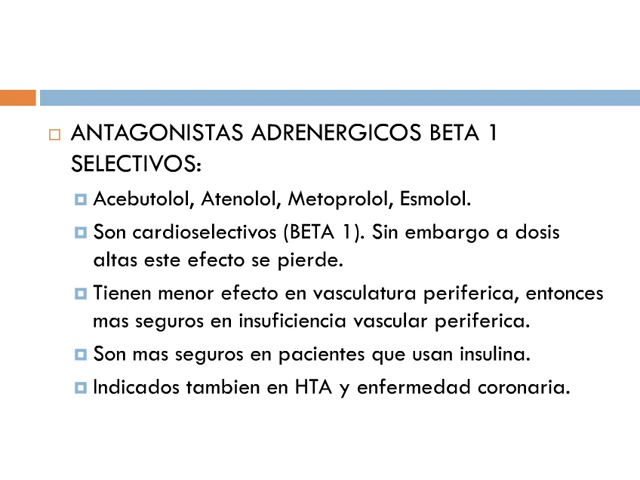 ANTAGONISTAS ADRENERGICOS BETA 1
SELECTIVOS:
Acebutolol, Atenolol, Metoprolol, Esmolol.
Son cardioselectivos (BETA 1). Sin embargo a dosis
altas este efecto se pierde.
Tienen menor efecto en vasculatura periferica, entonces
mas seguros en insuficiencia vascular periferica.
Son mas seguros en pacientes que usan insulina.
Indicados tambien en HTA y enfermedad coronaria.